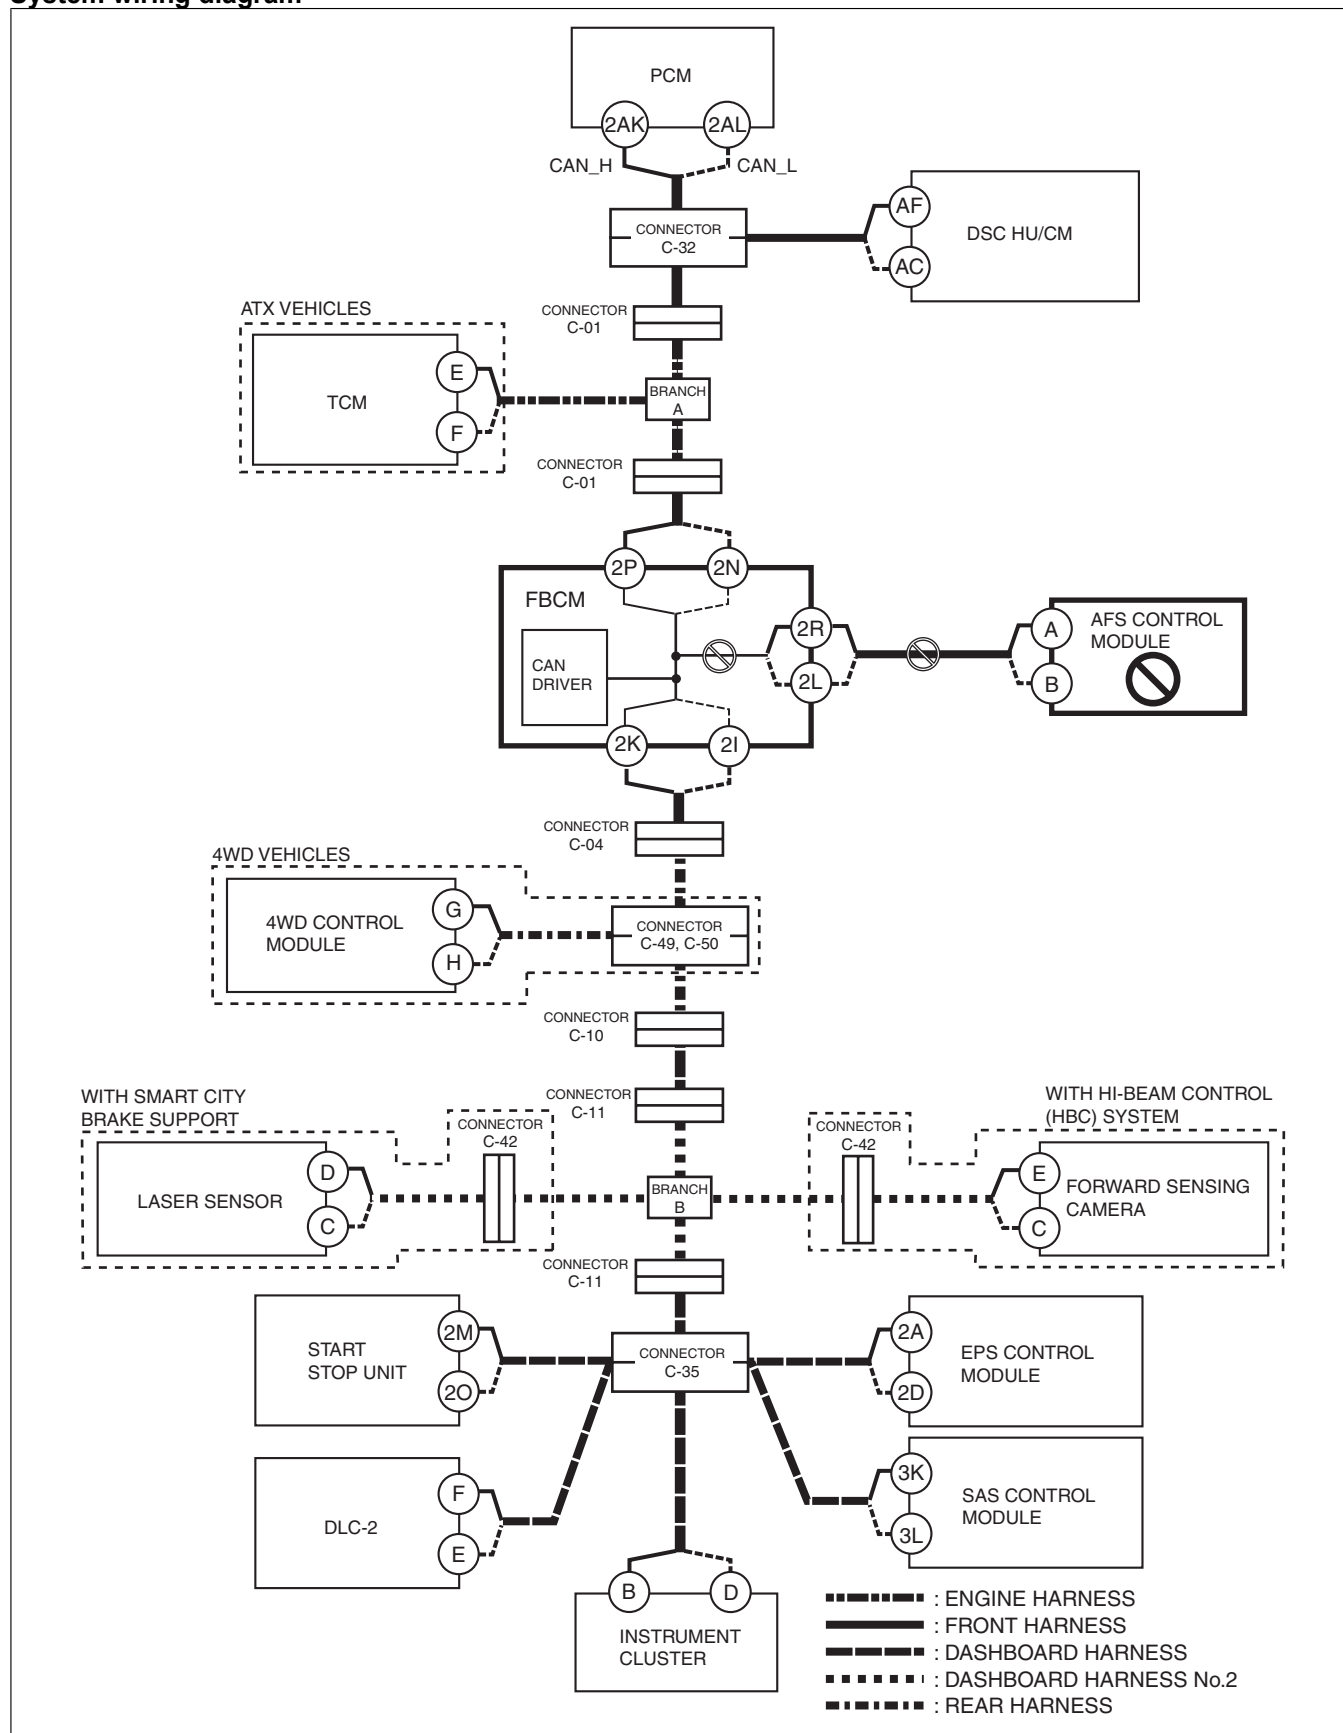 System wiring diagram
PCM
2AK
2AL
CAN_H
CAN_L
CONNECTOR
C-32
AF
AC
DSC HU/CM
CONNECTOR
C-01
ATX VEHICLES
TCM
E
F
BRANCH
A
CONNECTOR
C-01
2P
2N
FBCM
CAN
DRIVER
2R
2L
A
B
AFS CONTROL
MODULE
2K
2I
CONNECTOR
C-04
4WD VEHICLES
4WD CONTROL
MODULE
G
H
CONNECTOR
C-49, C-50
CONNECTOR
C-10
CONNECTOR
C-11
WITH SMART CITY
BRAKE SUPPORT
CONNECTOR
C-42
LASER SENSOR
D
C
BRANCH
B
WITH HI-BEAM CONTROL
(HBC) SYSTEM
CONNECTOR
C-42
E
C
FORWARD SENSING
CAMERA
CONNECTOR
C-11
START
STOP UNIT
2M
2O
CONNECTOR
C-35
2A
2D
EPS CONTROL
MODULE
DLC-2
F
E
3K
3L
SAS CONTROL
MODULE
B
D
INSTRUMENT
CLUSTER
: ENGINE HARNESS
: FRONT HARNESS
: DASHBOARD HARNESS
: DASHBOARD HARNESS No.2
: REAR HARNESS